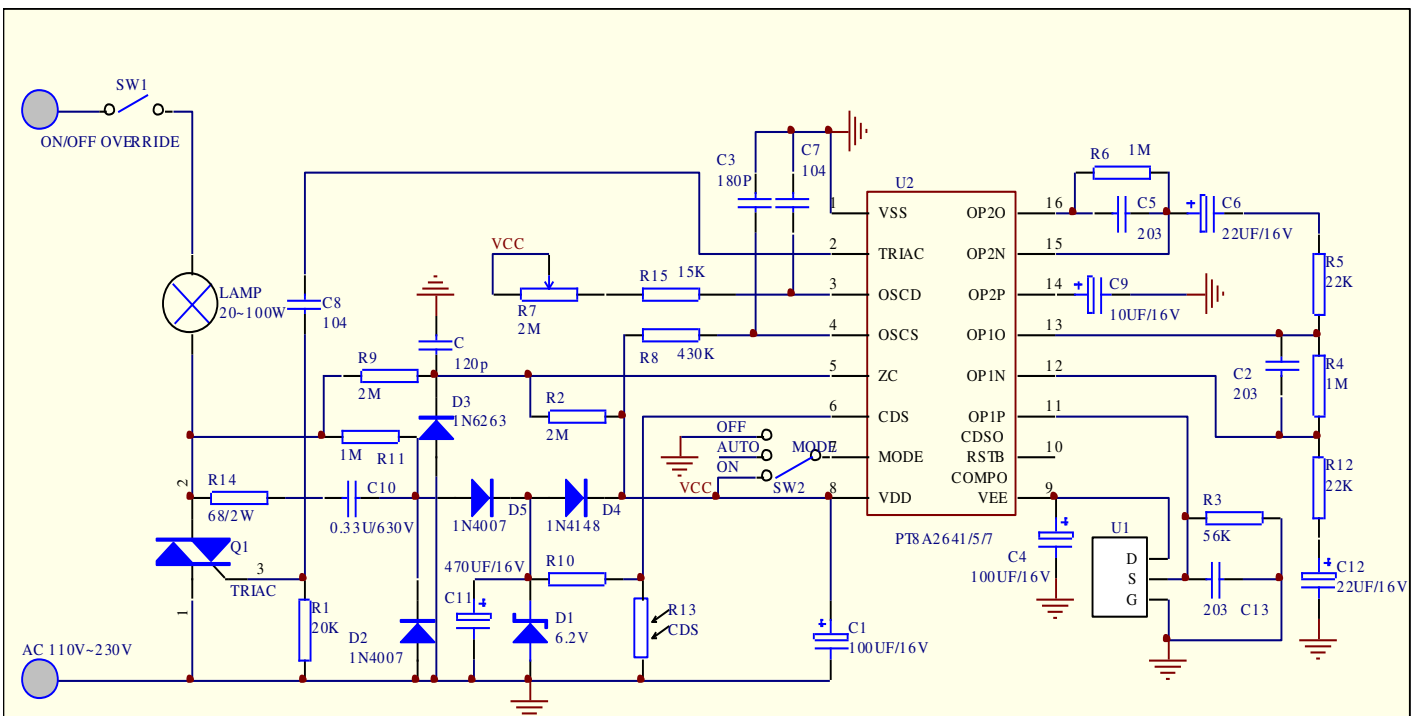 SW1
ON/OFF OVERRIDE
LAMP
20~100W
C8
104
VCC
R7
2M
R15 15K
C3
180P
C7
104
R8 430K
C
120p
R9
2M
1M
R11
D3
1N6263
R2
2M
R14
68/2W
C10
0.33U/630V
D5
1N4007
D4
1N4148
2
Q1
3
TRIAC
1
R1
20K
D2
1N4007
470UF/16V
C11
R10
D1
6.2V
R13
CDS
OFF
AUTO
ON
MODE
SW2
VCC
C1
100UF/16V
AC 110V~230V
U2
1 VSS
2 TRIAC
3 OSCD
4 OSCS
5 ZC
6 CDS
7 MODE
8 VDD
OP2O 16
OP2N 15
OP2P 14
OP1O 13
OP1N 12
OP1P 11
CDSO
RSTB 10
COMPO
VEE 9
PT8A2641/5/7
R6 1M
C5
203
C6
22UF/16V
C9
10UF/16V
R5
22K
C2
203
R4
1M
R12
22K
C4
100UF/16V
U1
D
S
G
R3
56K
203 C13
C12
22UF/16V